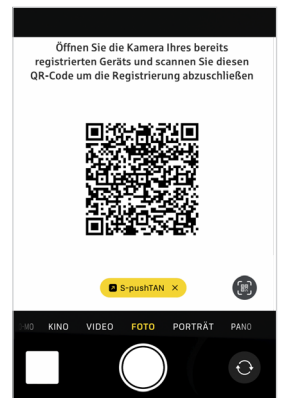 Öffnen Sie die Kamera Ihres bereits
registrierten Geräts und scannen Sie diesen
QR-Code um die Registrierung abzuschließen
S-pushTAN ×
KINO VIDEO FOTO PORTRÄT PANO